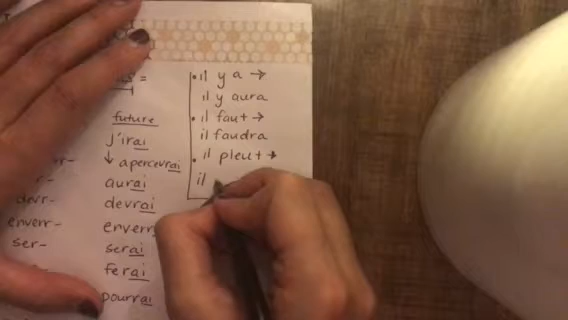 il y a →
il y aura
• il faut →
il faudra
• il pleut →
il
future
j'irai
↓ apercevrai
aurai
devrai
enverr
serai
ferai
pourrai
devr-
enverr-
ser-